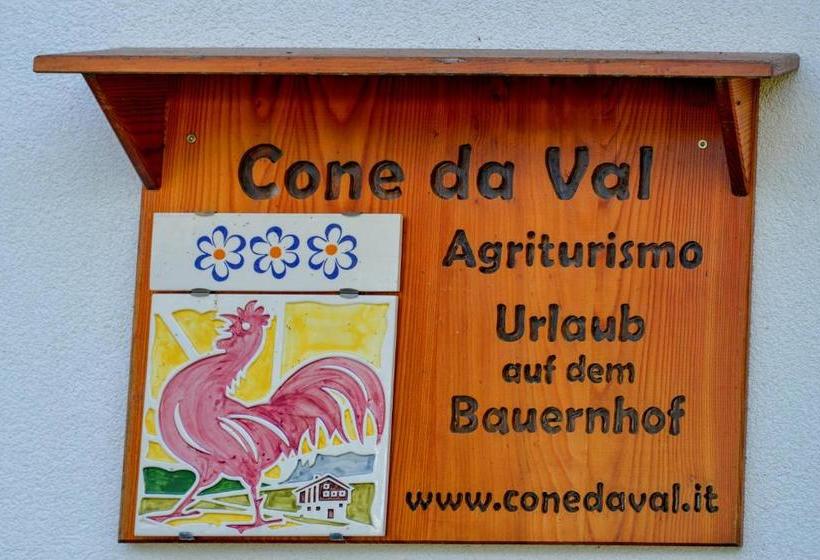 Cone da Val
Agriturismo
Urlaub
auf dem
Bauernhof
www.conedaval.it